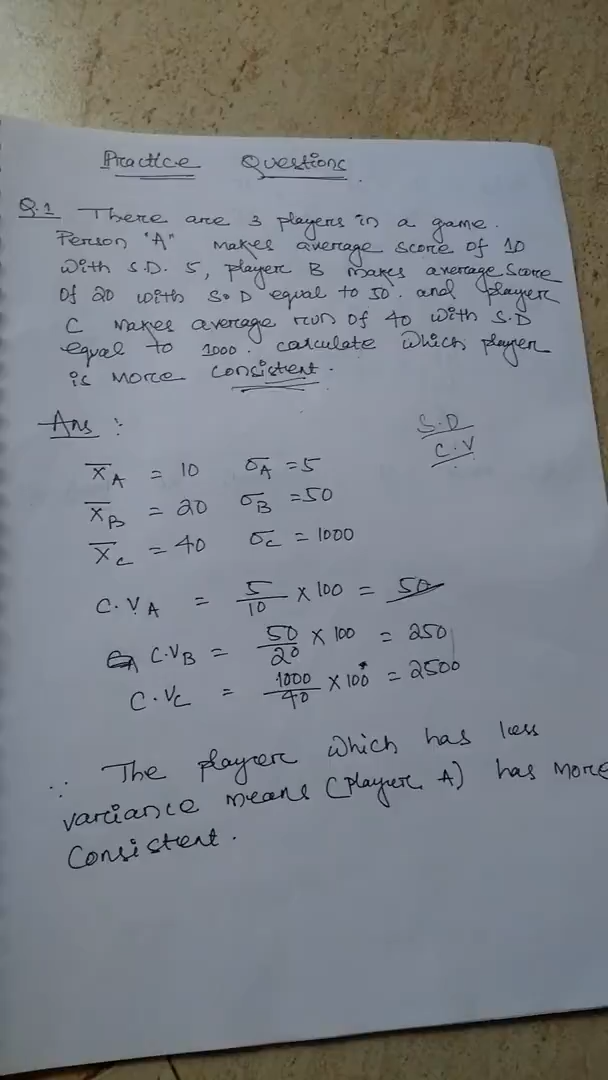 Practice Questions
Q.1 There are 3 players in a game.
Person "A" makes average score of 10
with S.D. 5, player B makes average score
of 20 with S.D equal to 50. and player
C makes average run of 40 with S.D
equal to 1000. calculate which player
is more consistent.
Ans :
S.D
C.V
x̄A = 10 σA = 5
x̄B = 20 σB = 50
x̄c = 40 σc = 1000
C.VA = 5/10 × 100 = 50
C.VB = 50/20 × 100 = 250
C.Vc = 1000/40 × 100 = 2500
∵ The player which has less
variance means (player A) has more
consistent.